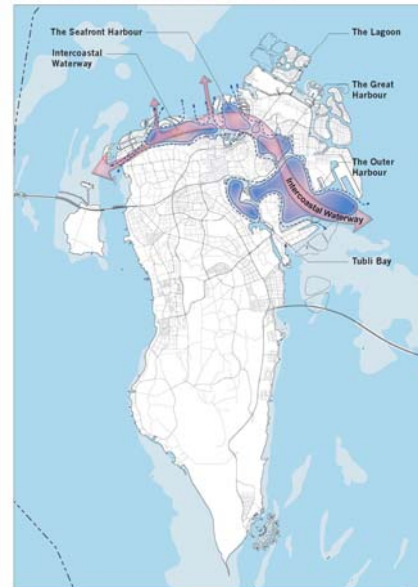 The Seafront Harbour
Intercoastal
Waterway
The Lagoon
The Great
Harbour
The Outer
Harbour
Intercoastal Waterway
Tubli Bay